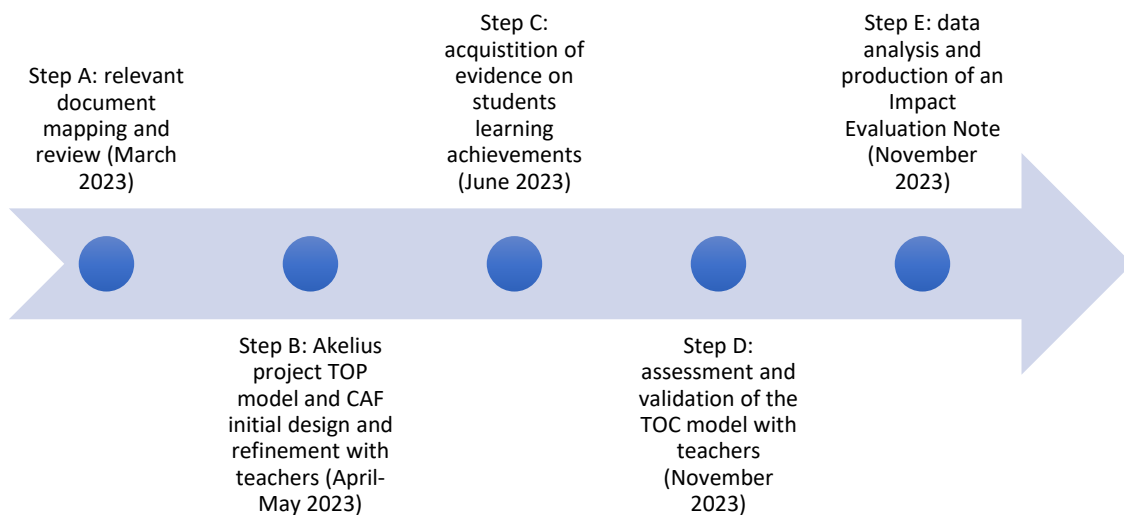 Step A: relevant
document
mapping and
review (March
2023)
Step B: Akelius
project TOP
model and CAF
initial design and
refinement with
teachers (April-
May 2023)
Step C:
acquistition of
evidence on
students
learning
achievements
(June 2023)
Step D:
assessment and
validation of the
TOC model with
teachers
(November
2023)
Step E: data
analysis and
production of an
Impact
Evaluation Note
(November
2023)